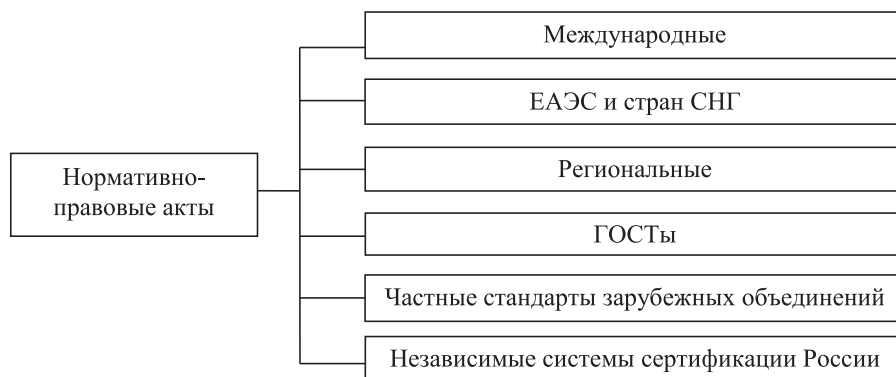 Нормативно-
правовые акты
Международные
ЕАЭС и стран СНГ
Региональные
ГОСТы
Частные стандарты зарубежных объединений
Независимые системы сертификации России